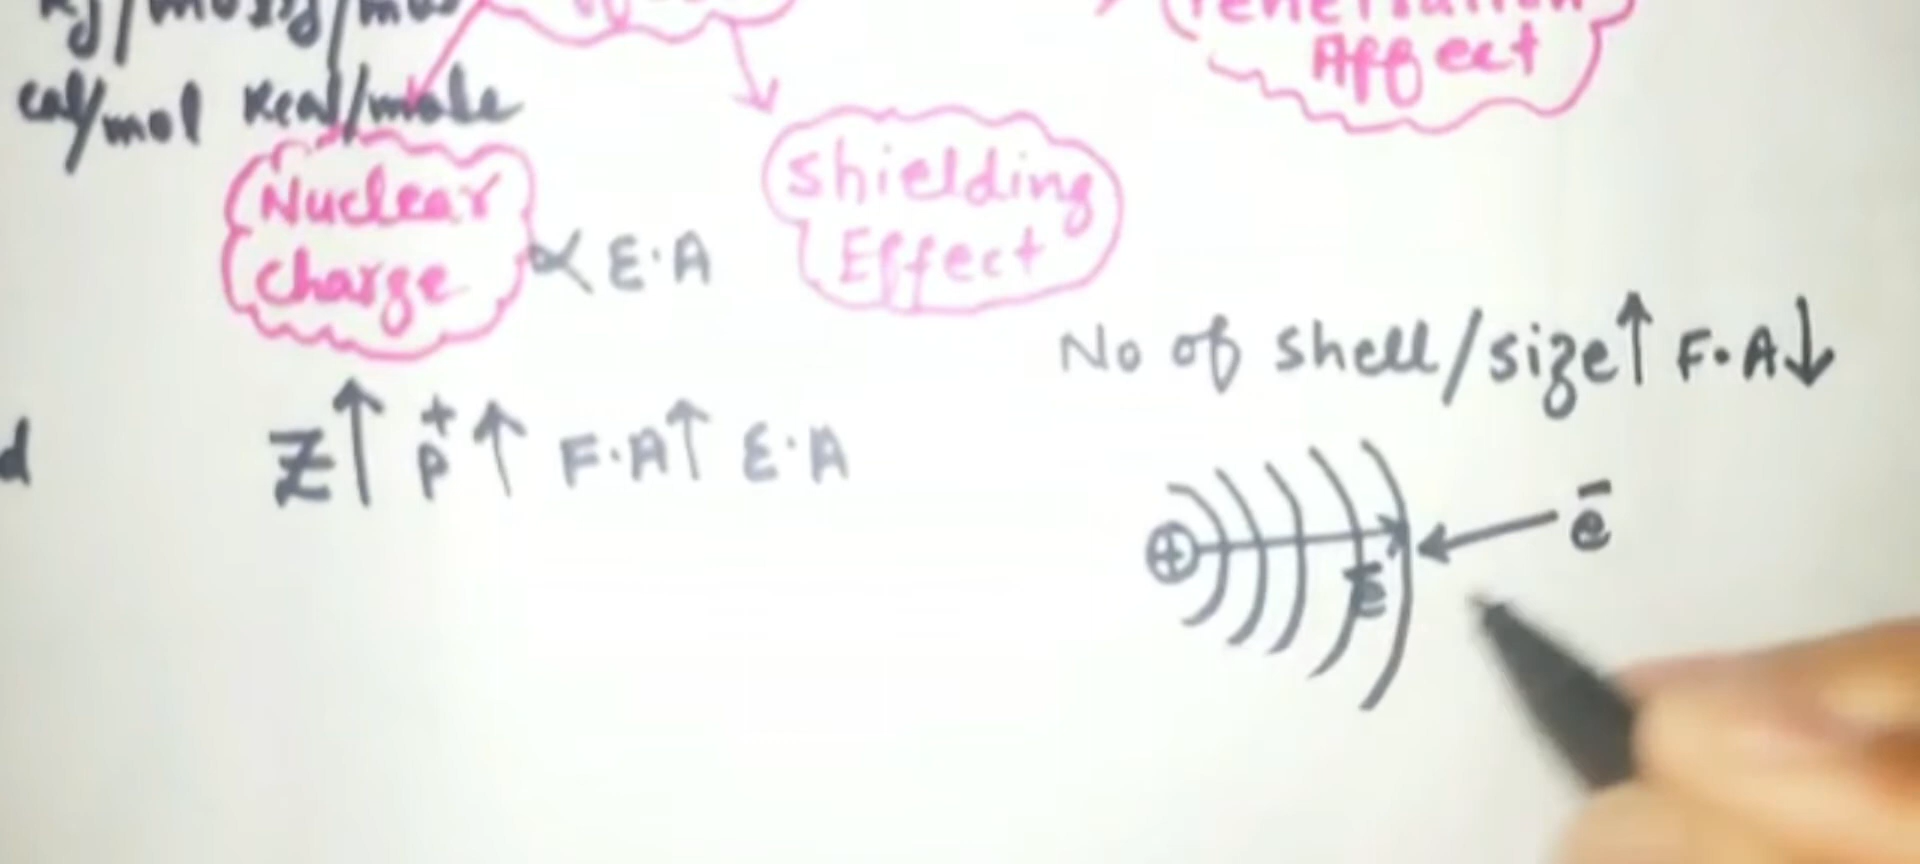 Affect
cal/mol Kcal/mole
Nuclear
charge ∝ E.A
Shielding
Effect
No of shell/size↑ F.A↓
Z↑ p⁺↑ F.A↑ E.A
⊕ e⁻ e⁻
d